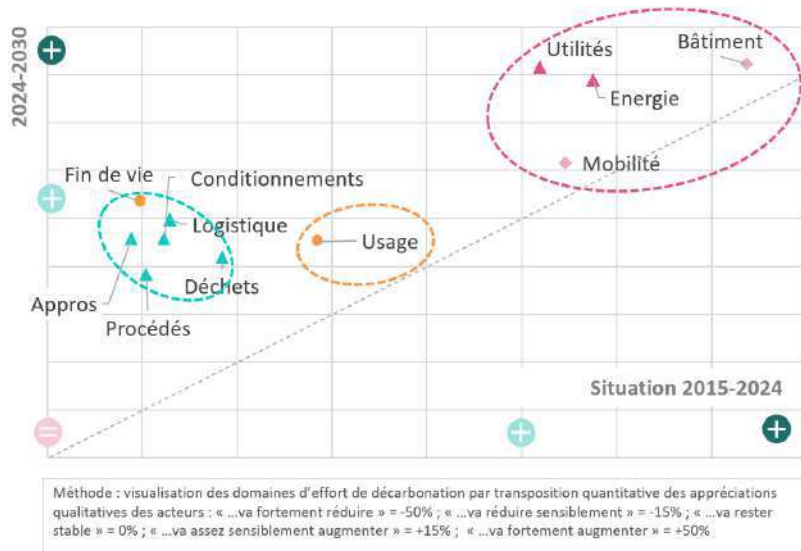 2024-2030
Utilités
Bâtiment
Energie
Mobilité
Fin de vie
Conditionnements
Logistique
Usage
Déchets
Appros
Procédés
Situation 2015-2024
Méthode : visualisation des domaines d'effort de décarbonation par transposition quantitative des appréciations
qualitatives des acteurs : « ...va fortement réduire » = -50% ; « ...va réduire sensiblement » = -15% ; « ...va rester
stable » = 0% ; « ...va assez sensiblement augmenter » = +15% ; « ...va fortement augmenter » = +50%